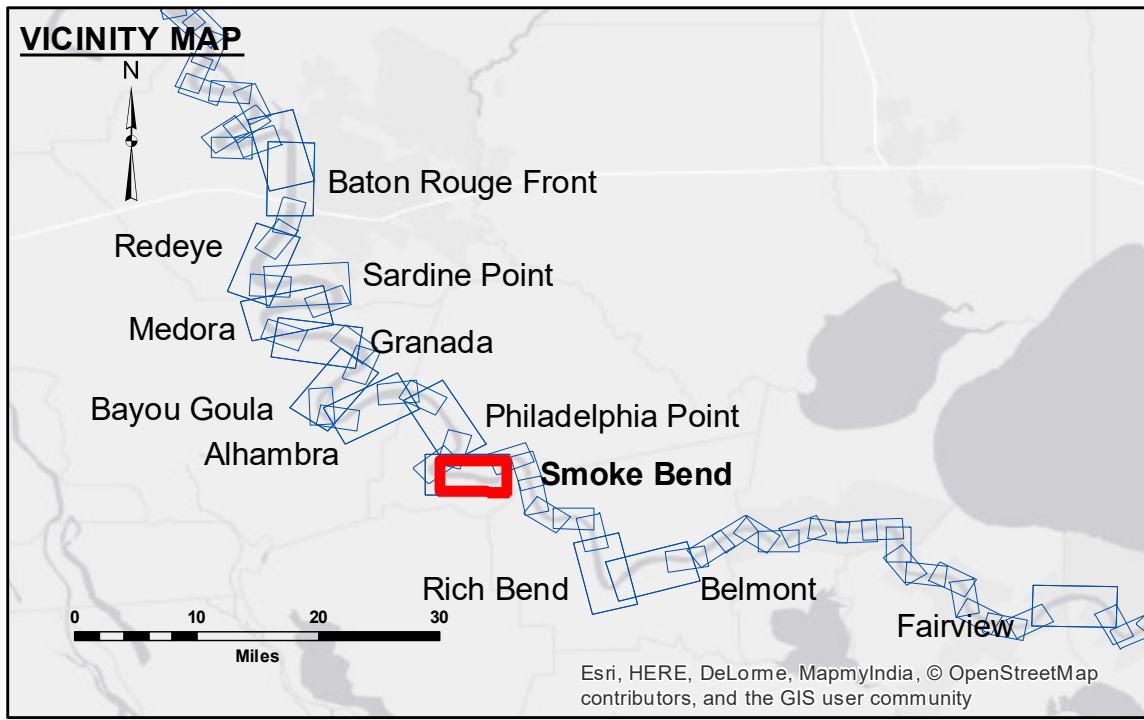 VICINITY MAP
N
Baton Rouge Front
Redeye
Sardine Point
Medora
Granada
Bayou Goula
Philadelphia Point
Alhambra
Smoke Bend
Rich Bend
Belmont
Fairview
0 10 20 30
Miles
Esri, HERE, DeLorme, MapmyIndia, © OpenStreetMap
contributors, and the GIS user community